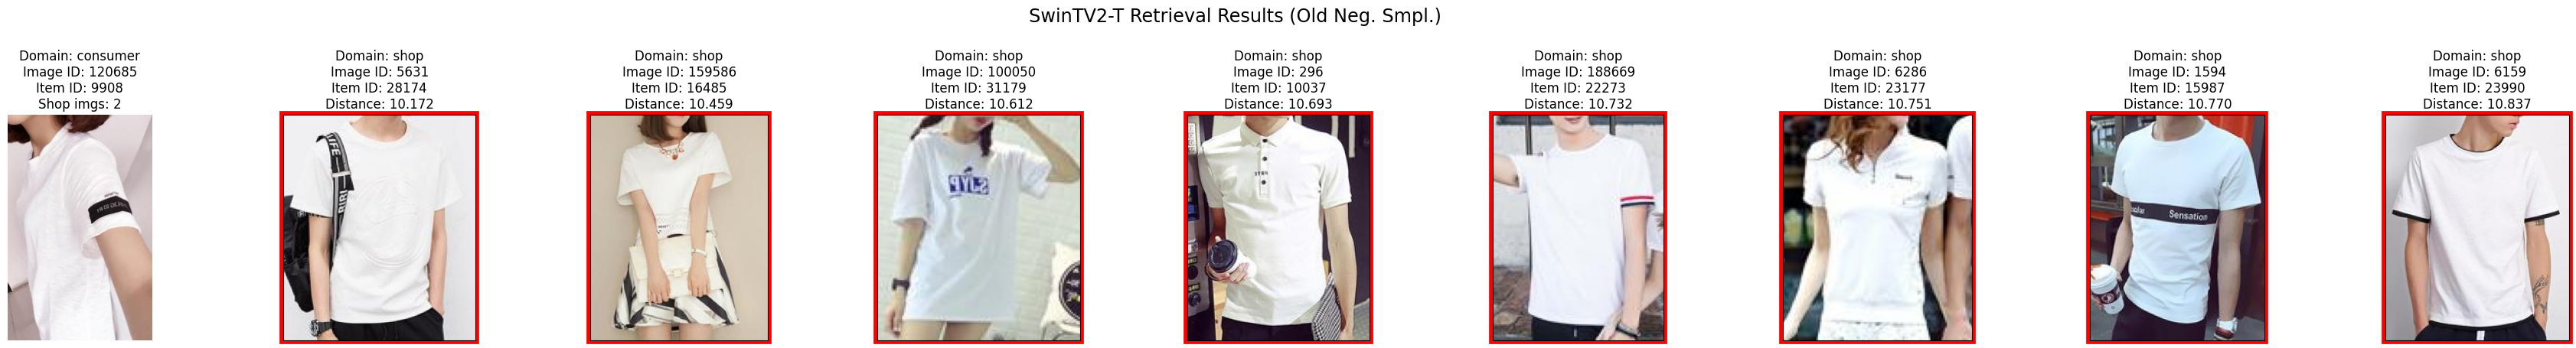 SwinTV2-T Retrieval Results (Old Neg. Smpl.)
Domain: consumer
Image ID: 120685
Item ID: 9908
Shop imgs: 2
Domain: shop
Image ID: 5631
Item ID: 28174
Distance: 10.172
Domain: shop
Image ID: 159586
Item ID: 16485
Distance: 10.459
Domain: shop
Image ID: 100050
Item ID: 31179
Distance: 10.612
Domain: shop
Image ID: 296
Item ID: 10037
Distance: 10.693
Domain: shop
Image ID: 188669
Item ID: 22273
Distance: 10.732
Domain: shop
Image ID: 6286
Item ID: 23177
Distance: 10.751
Domain: shop
Image ID: 1594
Item ID: 15987
Distance: 10.770
Domain: shop
Image ID: 6159
Item ID: 23990
Distance: 10.837
Sensation